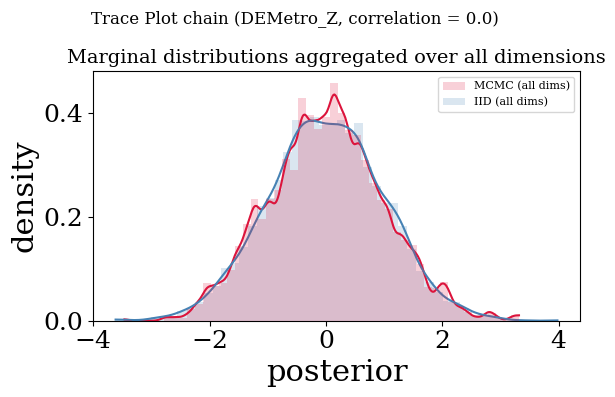 Trace Plot chain (DEMetro_Z, correlation = 0.0)
Marginal distributions aggregated over all dimensions
MCMC (all dims)
IID (all dims)
density
0.4
0.2
0.0
−4
−2
0
2
4
posterior